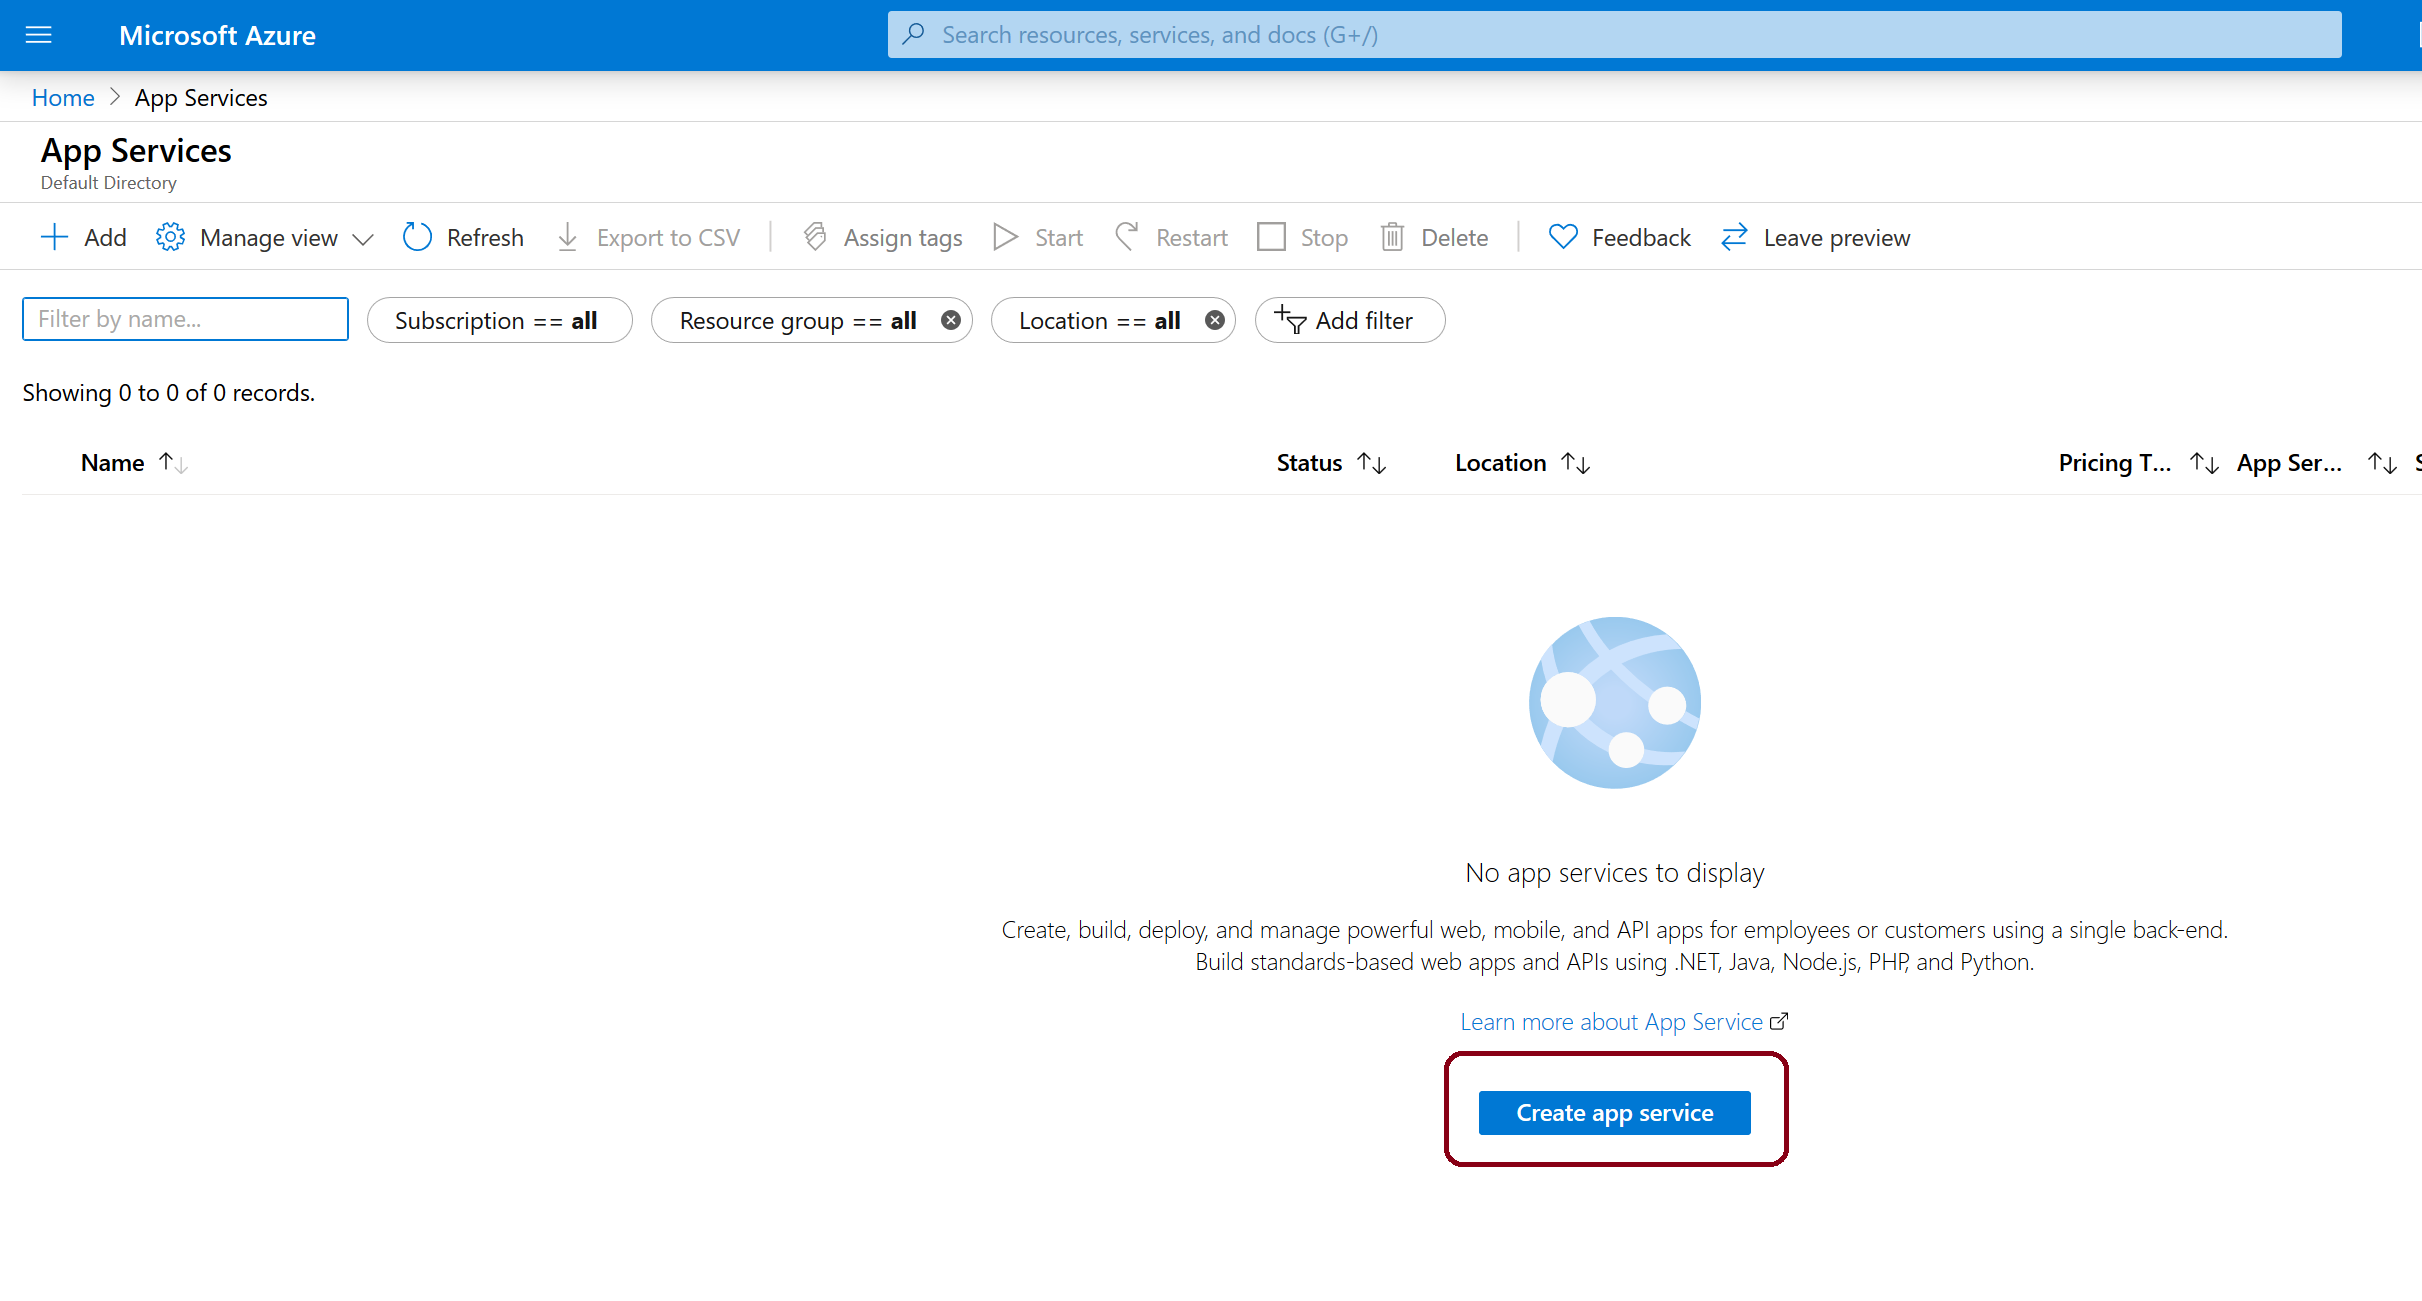 Microsoft Azure
Search resources, services, and docs (G+/)
Home > App Services
App Services
Default Directory
Add Manage view Refresh Export to CSV Assign tags Start Restart Stop Delete Feedback Leave preview
Filter by name... Subscription == all Resource group == all Location == all Add filter
Showing 0 to 0 of 0 records.
Name Status Location Pricing T... App Ser...
No app services to display
Create, build, deploy, and manage powerful web, mobile, and API apps for employees or customers using a single back-end.
Build standards-based web apps and APIs using .NET, Java, Node.js, PHP, and Python.
Learn more about App Service
Create app service